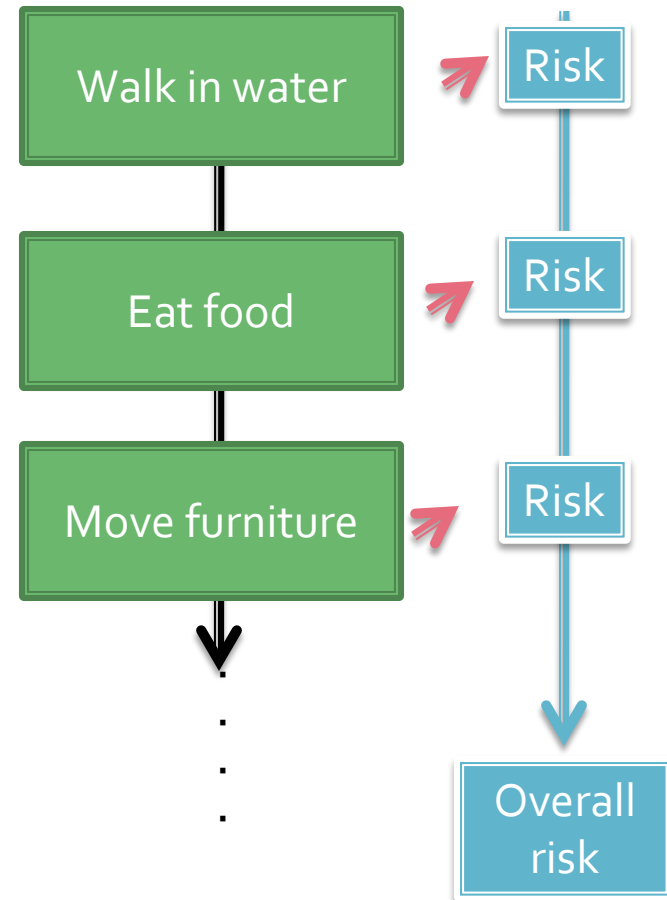 Walk in water
Risk
Eat food
Risk
Move furniture
Risk
.
.
.
.
Overall
risk